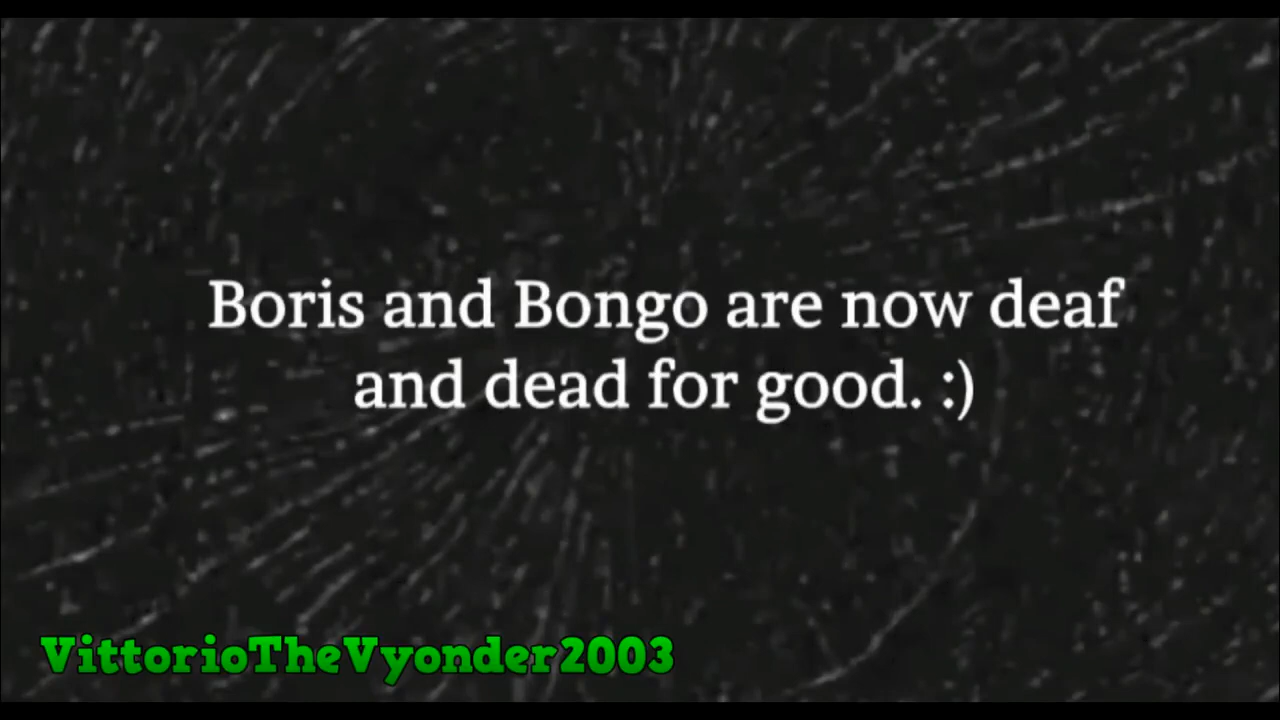 Boris and Bongo are now deaf
and dead for good. :)
VittorioTheVyonder2003